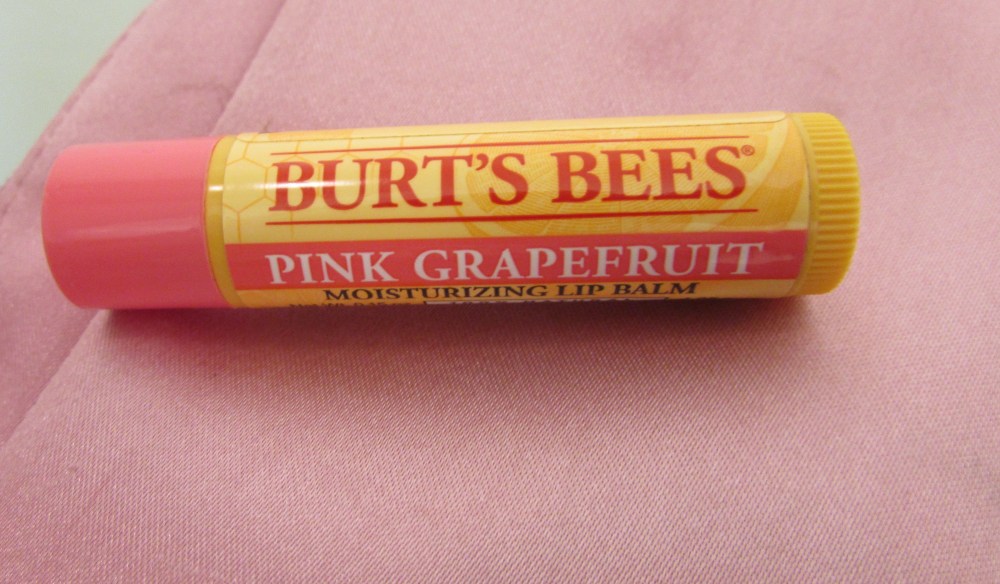 BURT'S BEES®
PINK GRAPEFRUIT
MOISTURIZING LIP BALM